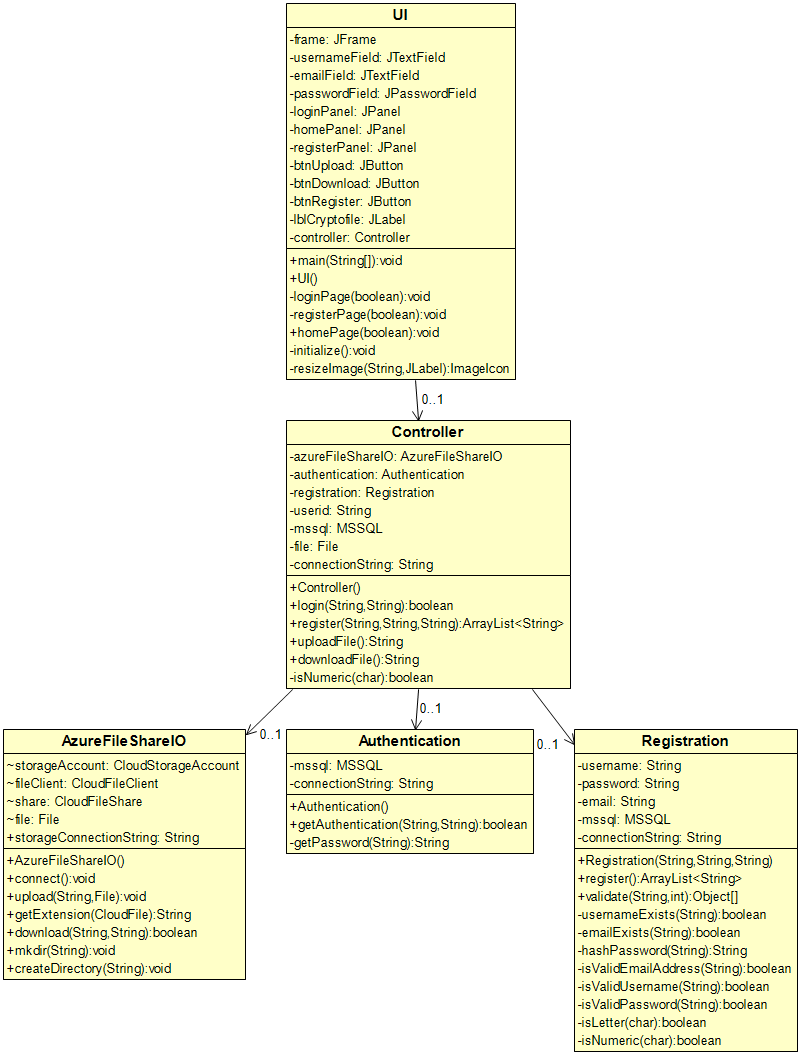 UI
-frame: JFrame
-usernameField: JTextField
-emailField: JTextField
-passwordField: JPasswordField
-loginPanel: JPanel
-homePanel: JPanel
-registerPanel: JPanel
-btnUpload: JButton
-btnDownload: JButton
-btnRegister: JButton
-lblCryptofile: JLabel
-controller: Controller
+main(String[]):void
+UI()
-loginPage(boolean):void
-registerPage(boolean):void
+homePage(boolean):void
-initialize():void
-resizeImage(String,JLabel):ImageIcon
0..1
Controller
-azureFileShareIO: AzureFileShareIO
-authentication: Authentication
-registration: Registration
-userid: String
-mssql: MSSQL
-file: File
-connectionString: String
+Controller()
+login(String,String):boolean
+register(String,String,String):ArrayList<String>
+uploadFile():String
+downloadFile():String
-isNumeric(char):boolean
0..1
0..1
0..1
AzureFileShareIO
~storageAccount: CloudStorageAccount
~fileClient: CloudFileClient
~share: CloudFileShare
~file: File
+storageConnectionString: String
+AzureFileShareIO()
+connect():void
+upload(String,File):void
+getExtension(CloudFile):String
+download(String,String):boolean
+mkdir(String):void
+createDirectory(String):void
Authentication
-mssql: MSSQL
-connectionString: String
+Authentication()
+getAuthentication(String,String):boolean
-getPassword(String):String
Registration
-username: String
-password: String
-email: String
-mssql: MSSQL
-connectionString: String
+Registration(String,String,String)
+register():ArrayList<String>
+validate(String,int):Object[]
-usernameExists(String):boolean
-emailExists(String):boolean
-hashPassword(String):String
-isValidEmailAddress(String):boolean
-isValidUsername(String):boolean
-isValidPassword(String):boolean
-isLetter(char):boolean
-isNumeric(char):boolean